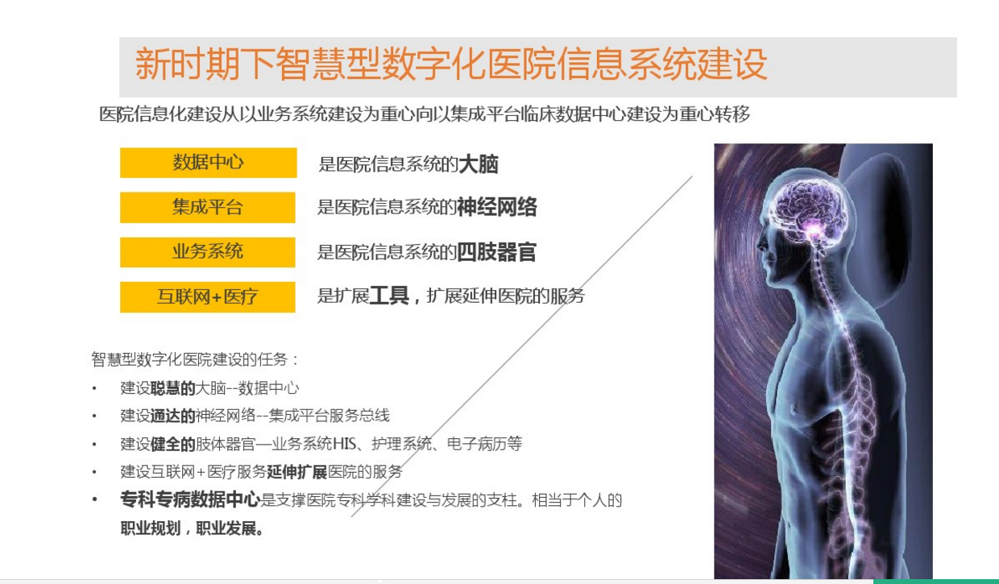 新时期下智慧型数字化医院信息系统建设
医院信息化建设从以业务系统建设为重心向以集成平台临床数据中心建设为重心转移
数据中心 是医院信息系统的大脑
集成平台 是医院信息系统的神经网络
业务系统 是医院信息系统的四肢器官
互联网+医疗 是扩展工具，扩展延伸医院的服务
智慧型数字化医院建设的任务：
• 建设聪慧的大脑--数据中心
• 建设通达的神经网络--集成平台服务总线
• 建设健全的肢体器官—业务系统HIS、护理系统、电子病历等
• 建设互联网+医疗服务延伸扩展医院的服务
• 专科专病数据中心是支撑医院专科学科建设与发展的支柱。相当于个人的
职业规划，职业发展。